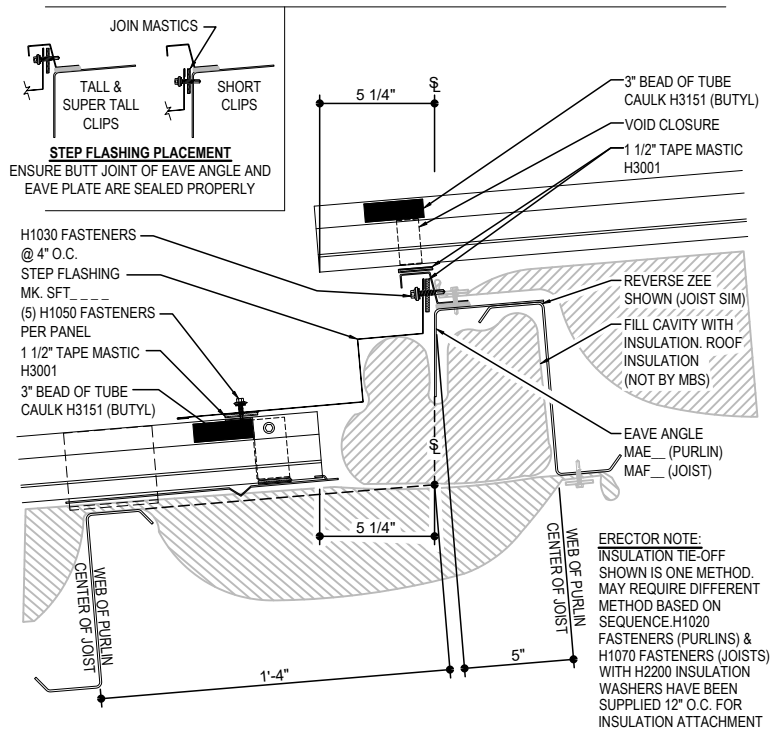 JOIN MASTICS
TALL &
SUPER TALL
CLIPS
SHORT
CLIPS
STEP FLASHING PLACEMENT
ENSURE BUTT JOINT OF EAVE ANGLE AND
EAVE PLATE ARE SEALED PROPERLY
5 1/4"
℄
3" BEAD OF TUBE
CAULK H3151 (BUTYL)
VOID CLOSURE
1 1/2" TAPE MASTIC
H3001
H1030 FASTENERS
@ 4" O.C.
STEP FLASHING
MK. SFT_ _ _ _
(5) H1050 FASTENERS
PER PANEL
1 1/2" TAPE MASTIC
H3001
3" BEAD OF TUBE
CAULK H3151 (BUTYL)
REVERSE ZEE
SHOWN (JOIST SIM)
FILL CAVITY WITH
INSULATION. ROOF
INSULATION
(NOT BY MBS)
EAVE ANGLE
MAE__ (PURLIN)
MAF__ (JOIST)
℄
5 1/4"
WEB OF PURLIN
CENTER OF JOIST
WEB OF PURLIN
CENTER OF JOIST
1'-4"
5"
ERECTOR NOTE:
INSULATION TIE-OFF
SHOWN IS ONE METHOD.
MAY REQUIRE DIFFERENT
METHOD BASED ON
SEQUENCE.H1020
FASTENERS (PURLINS) &
H1070 FASTENERS (JOISTS)
WITH H2200 INSULATION
WASHERS HAVE BEEN
SUPPLIED 12" O.C. FOR
INSULATION ATTACHMENT